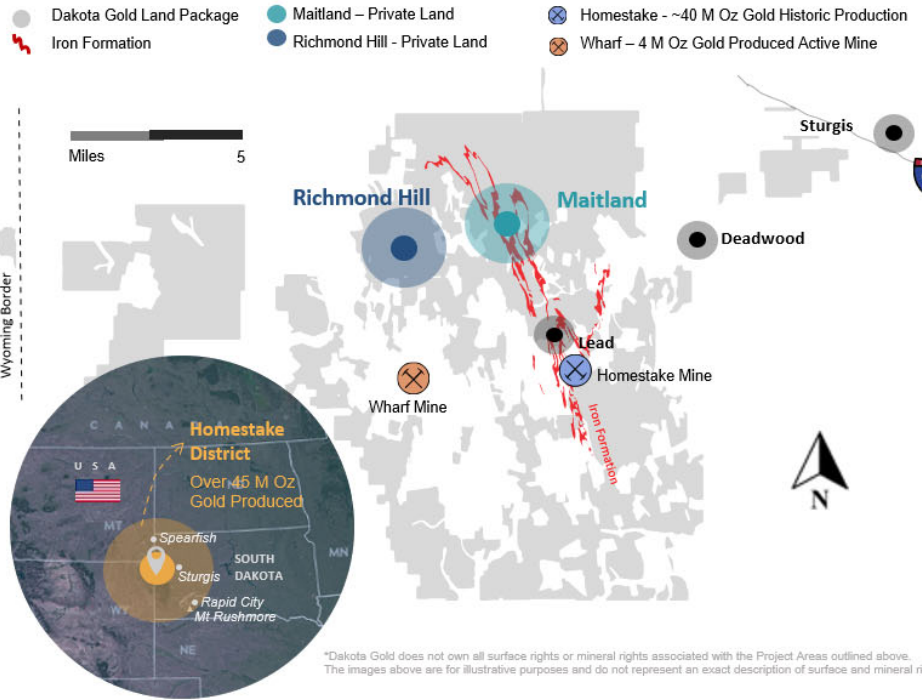 Dakota Gold Land Package
Iron Formation
Maitland – Private Land
Richmond Hill - Private Land
Homestake - ~40 M Oz Gold Historic Production
Wharf – 4 M Oz Gold Produced Active Mine
Miles
5
Sturgis
Richmond Hill
Maitland
Deadwood
Wyoming Border
Lead
Homestake Mine
Wharf Mine
Iron Formation
N
CANA
Homestake
District
USA
Over 45 M Oz
Gold Produced
MT
Spearfish
SOUTH
DAKOTA
MN
Sturgis
Rapid City
WY
Mt Rushmore
NE
*Dakota Gold does not own all surface rights or mineral rights associated with the Project Areas outlined above.
The images above are for illustrative purposes and do not represent an exact description of surface and mineral ri